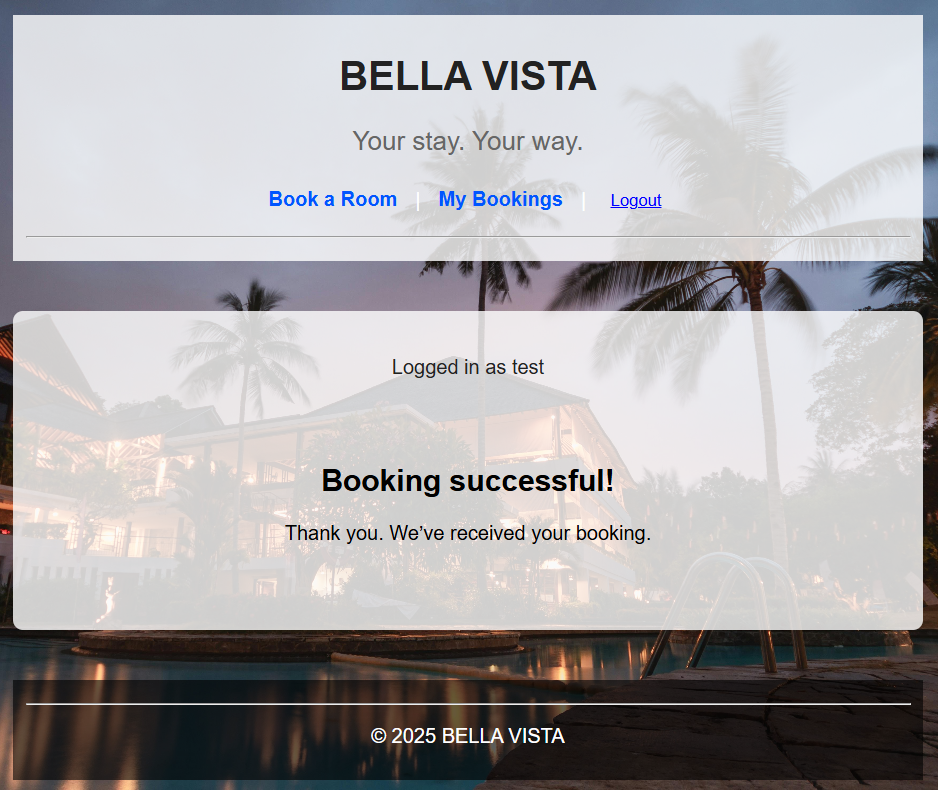 BELLA VISTA
Your stay. Your way.
Book a Room | My Bookings | Logout
Logged in as test
Booking successful!
Thank you. We’ve received your booking.
© 2025 BELLA VISTA